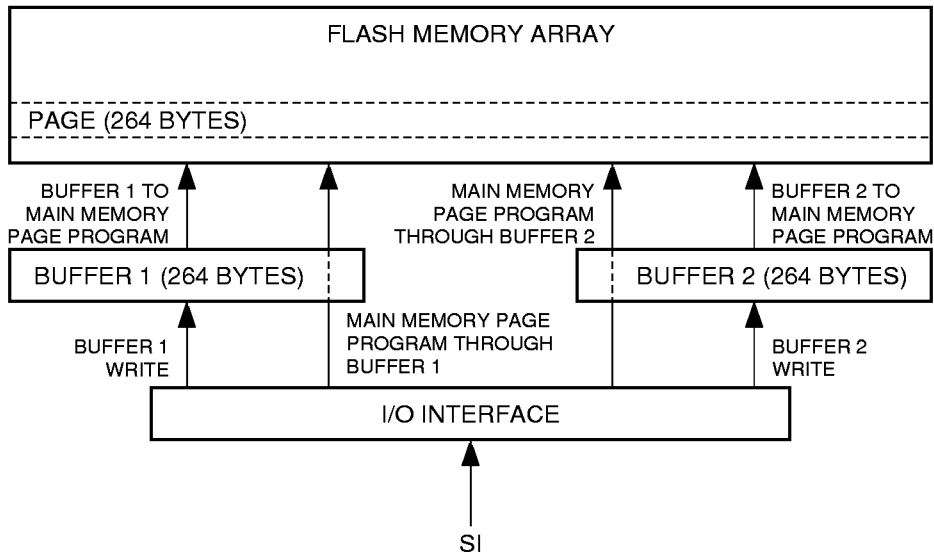 FLASH MEMORY ARRAY
PAGE (264 BYTES)
BUFFER 1 TO
MAIN MEMORY
PAGE PROGRAM
MAIN MEMORY
PAGE PROGRAM
THROUGH BUFFER 2
BUFFER 2 TO
MAIN MEMORY
PAGE PROGRAM
BUFFER 1 (264 BYTES)
BUFFER 2 (264 BYTES)
BUFFER 1
WRITE
MAIN MEMORY PAGE
PROGRAM THROUGH
BUFFER 1
BUFFER 2
WRITE
I/O INTERFACE
SI